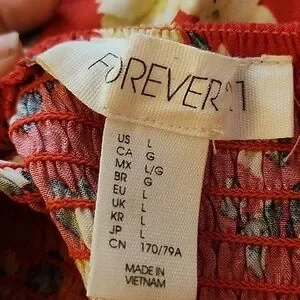 FOREVER 21
US L
CA G
MX L/G
BR G
EU L
UK L
KR L
JP L
CN 170/79A
MADE IN
VIETNAM